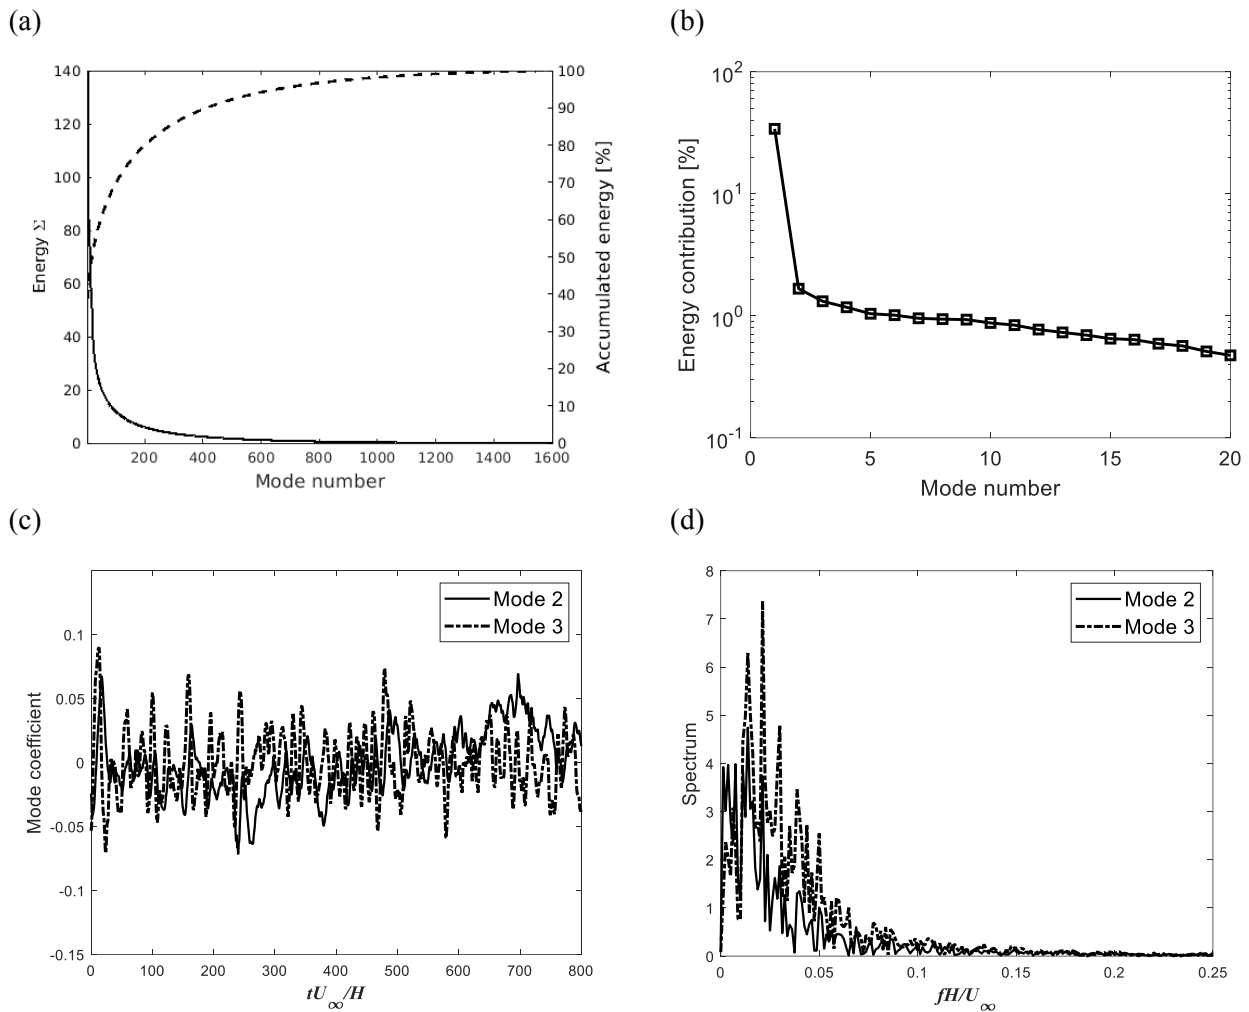 (a)
140
120
100
80
60
40
20
0
Energy Σ
100
90
80
70
60
50
40
30
20
10
0
Accumulated energy [%]
200 400 600 800 1000 1200 1400 1600
Mode number
(b)
10^2
10^1
10^0
10^-1
Energy contribution [%]
0 5 10 15 20
Mode number
(c)
0.1
0.05
0
-0.05
-0.1
-0.15
Mode coefficient
Mode 2
Mode 3
0 100 200 300 400 500 600 700 800
tU∞/H
(d)
8
7
6
5
4
3
2
1
0
Spectrum
Mode 2
Mode 3
0 0.05 0.1 0.15 0.2 0.25
fH/U∞